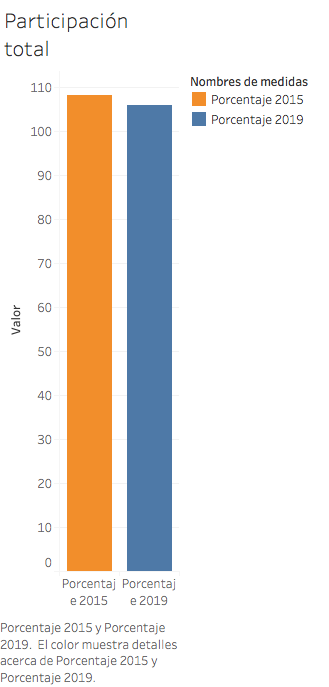 Participación
total
Nombres de medidas
Porcentaje 2015
Porcentaje 2019
110
100
90
80
70
60
50
40
30
20
10
0
Valor
Porcentaj
e 2015
Porcentaj
e 2019
Porcentaje 2015 y Porcentaje
2019.  El color muestra detalles
acerca de Porcentaje 2015 y
Porcentaje 2019.